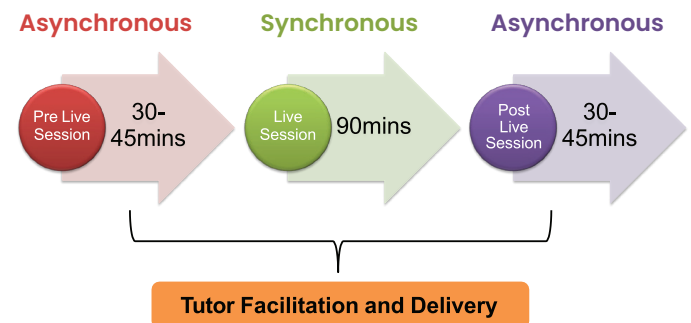 Asynchronous
Synchronous
Asynchronous
Pre Live
Session
30-
45mins
Live
Session
90mins
Post
Live
Session
30-
45mins
Tutor Facilitation and Delivery